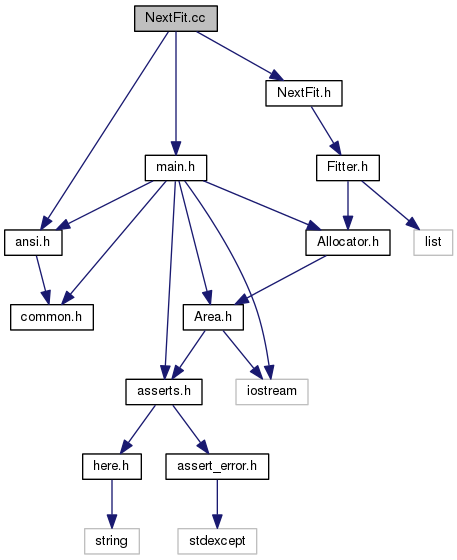 NextFit.cc
NextFit.h
main.h
Fitter.h
ansi.h
Allocator.h
list
common.h
Area.h
asserts.h
iostream
here.h
assert_error.h
string
stdexcept